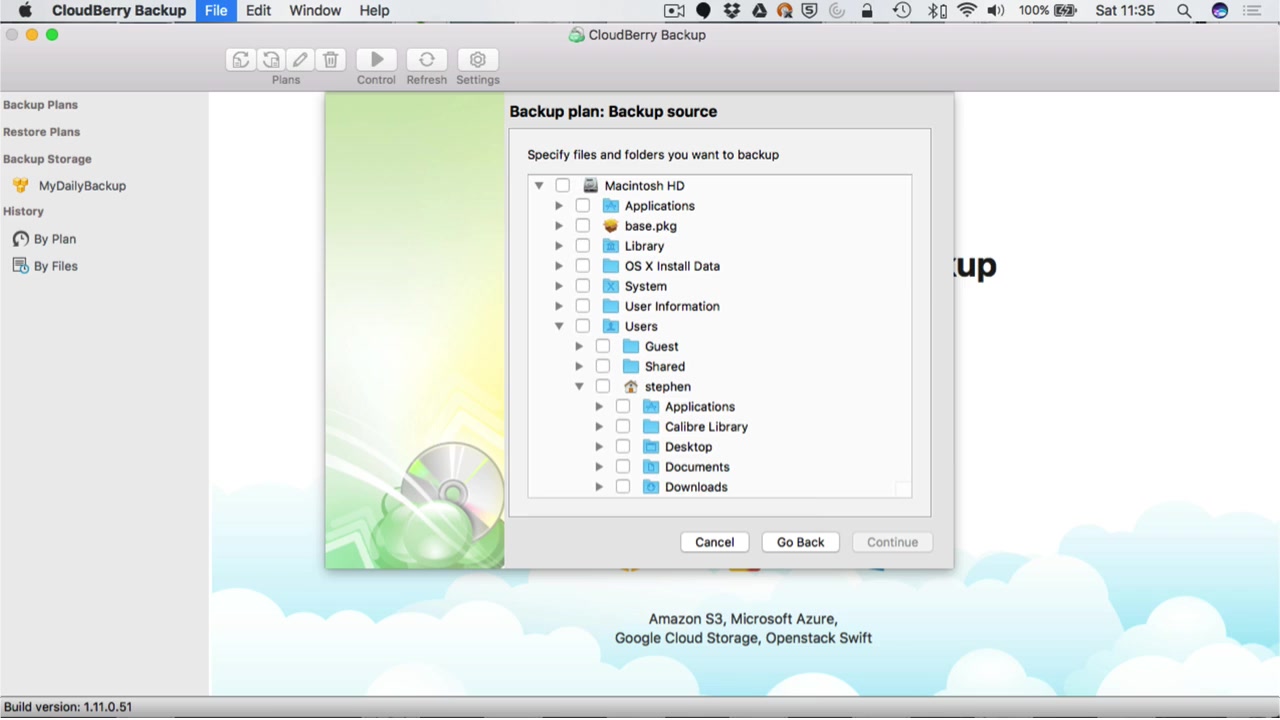 CloudBerry Backup File Edit Window Help 100% Sat 11:35
CloudBerry Backup
Plans Control Refresh Settings
Backup Plans
Restore Plans
Backup Storage
MyDailyBackup
History
By Plan
By Files
Backup plan: Backup source
Specify files and folders you want to backup
Macintosh HD
Applications
base.pkg
Library
OS X Install Data
System
User Information
Users
Guest
Shared
stephen
Applications
Calibre Library
Desktop
Documents
Downloads
Cancel Go Back Continue
kup
Amazon S3, Microsoft Azure,
Google Cloud Storage, Openstack Swift
Build version: 1.11.0.51